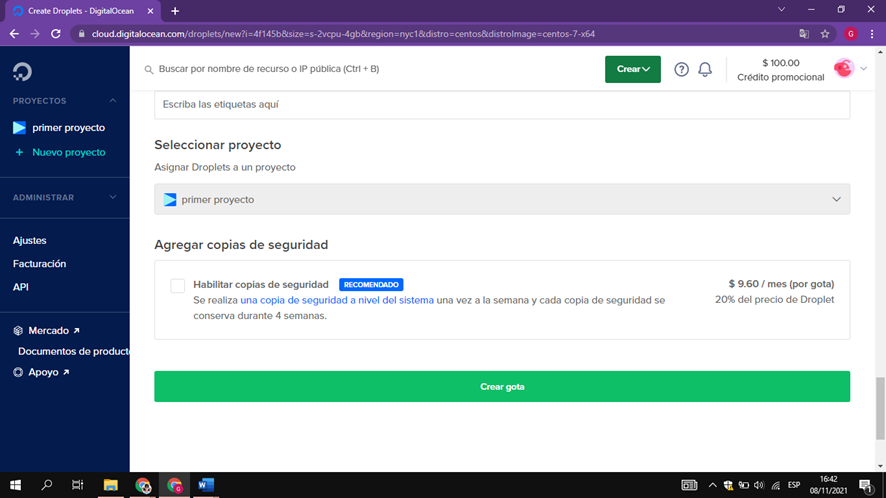 Create Droplets - DigitalOcean
cloud.digitalocean.com/droplets/new?i=4f145b&size=s-2vcpu-4gb&region=nyc1&distro=centos&distroImage=centos-7-x64
G
Buscar por nombre de recurso o IP pública (Ctrl + B)
Crear
$ 100.00
Crédito promocional
PROYECTOS
primer proyecto
+ Nuevo proyecto
ADMINISTRAR
Ajustes
Facturación
API
Mercado ↗
Documentos de producto
Apoyo ↗
Escriba las etiquetas aquí
Seleccionar proyecto
Asignar Droplets a un proyecto
primer proyecto
Agregar copias de seguridad
Habilitar copias de seguridad RECOMENDADO
Se realiza una copia de seguridad a nivel del sistema una vez a la semana y cada copia de seguridad se
conserva durante 4 semanas.
$ 9.60 / mes (por gota)
20% del precio de Droplet
Crear gota
ESP
16:42
08/11/2021
1